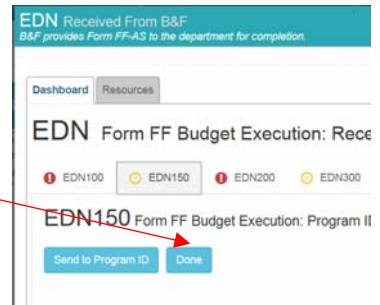 EDN Received From B&F
B&F provides Form FF-AS to the department for completion.
Dashboard Resources
EDN Form FF Budget Execution: Rece
EDN100 EDN150 EDN200 EDN300
EDN150 Form FF Budget Execution: Program I
Send to Program ID Done